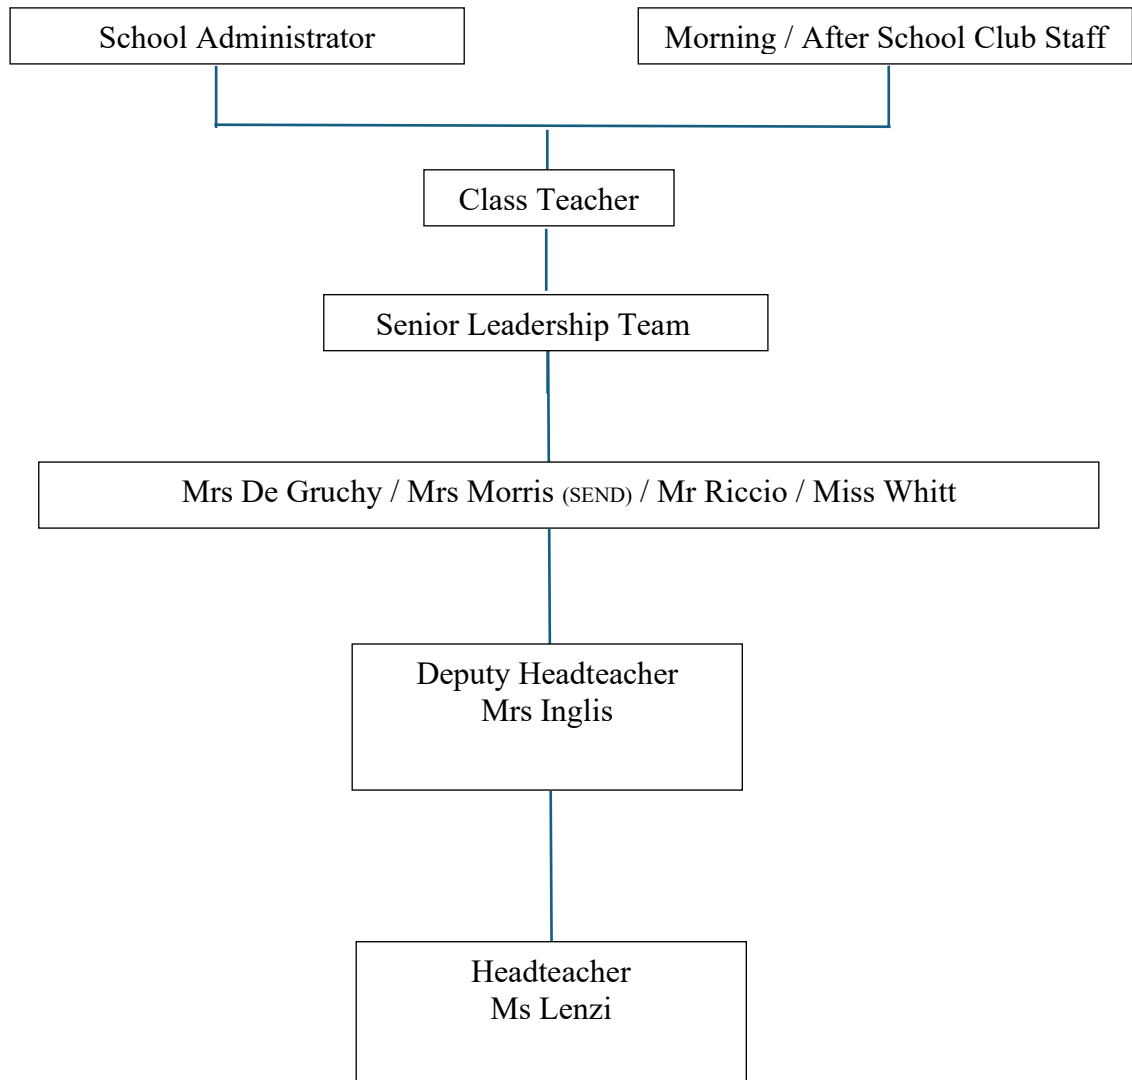 School Administrator
Morning / After School Club Staff
Class Teacher
Senior Leadership Team
Mrs De Gruchy / Mrs Morris (SEND) / Mr Riccio / Miss Whitt
Deputy Headteacher
Mrs Inglis
Headteacher
Ms Lenzi